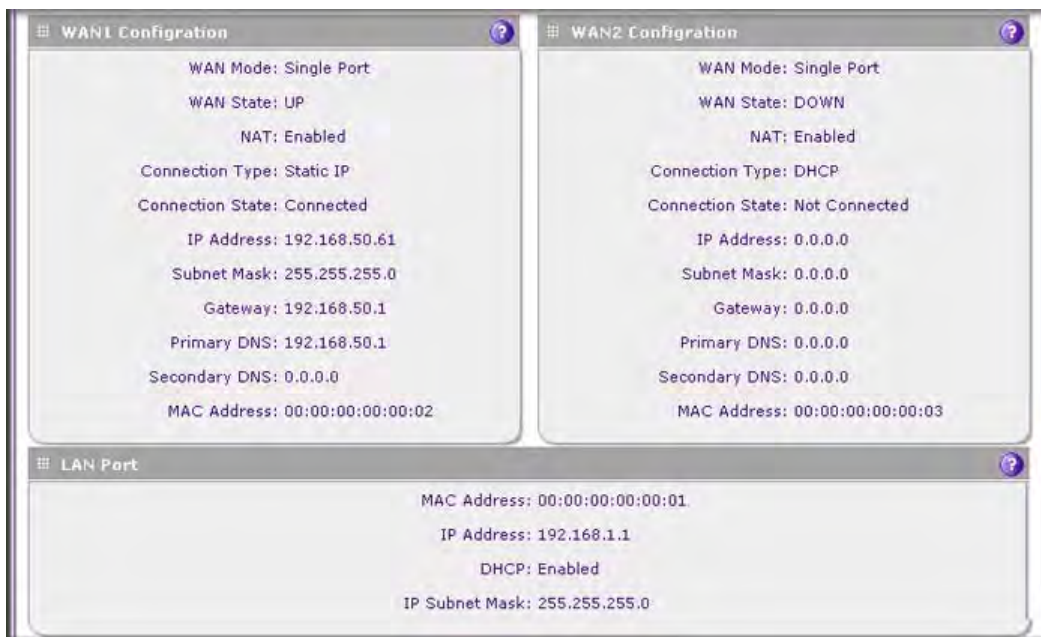 WAN1 Configration
WAN Mode: Single Port
WAN State: UP
NAT: Enabled
Connection Type: Static IP
Connection State: Connected
IP Address: 192.168.50.61
Subnet Mask: 255.255.255.0
Gateway: 192.168.50.1
Primary DNS: 192.168.50.1
Secondary DNS: 0.0.0.0
MAC Address: 00:00:00:00:00:02
WAN2 Configration
WAN Mode: Single Port
WAN State: DOWN
NAT: Enabled
Connection Type: DHCP
Connection State: Not Connected
IP Address: 0.0.0.0
Subnet Mask: 0.0.0.0
Gateway: 0.0.0.0
Primary DNS: 0.0.0.0
Secondary DNS: 0.0.0.0
MAC Address: 00:00:00:00:00:03
LAN Port
MAC Address: 00:00:00:00:00:01
IP Address: 192.168.1.1
DHCP: Enabled
IP Subnet Mask: 255.255.255.0